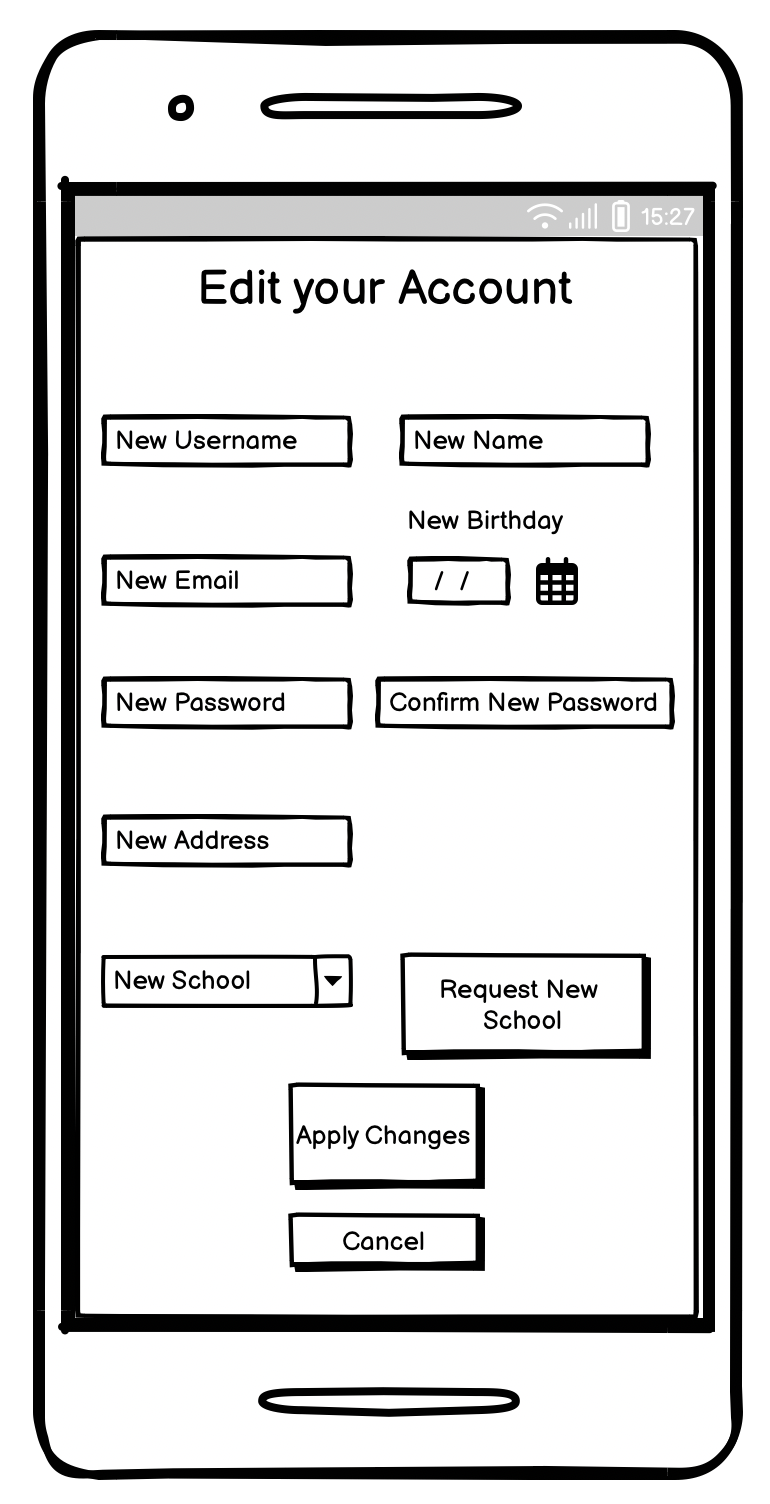 15:27
Edit your Account
New Username
New Name
New Birthday
New Email
/ /
New Password
Confirm New Password
New Address
New School
Request New
School
Apply Changes
Cancel